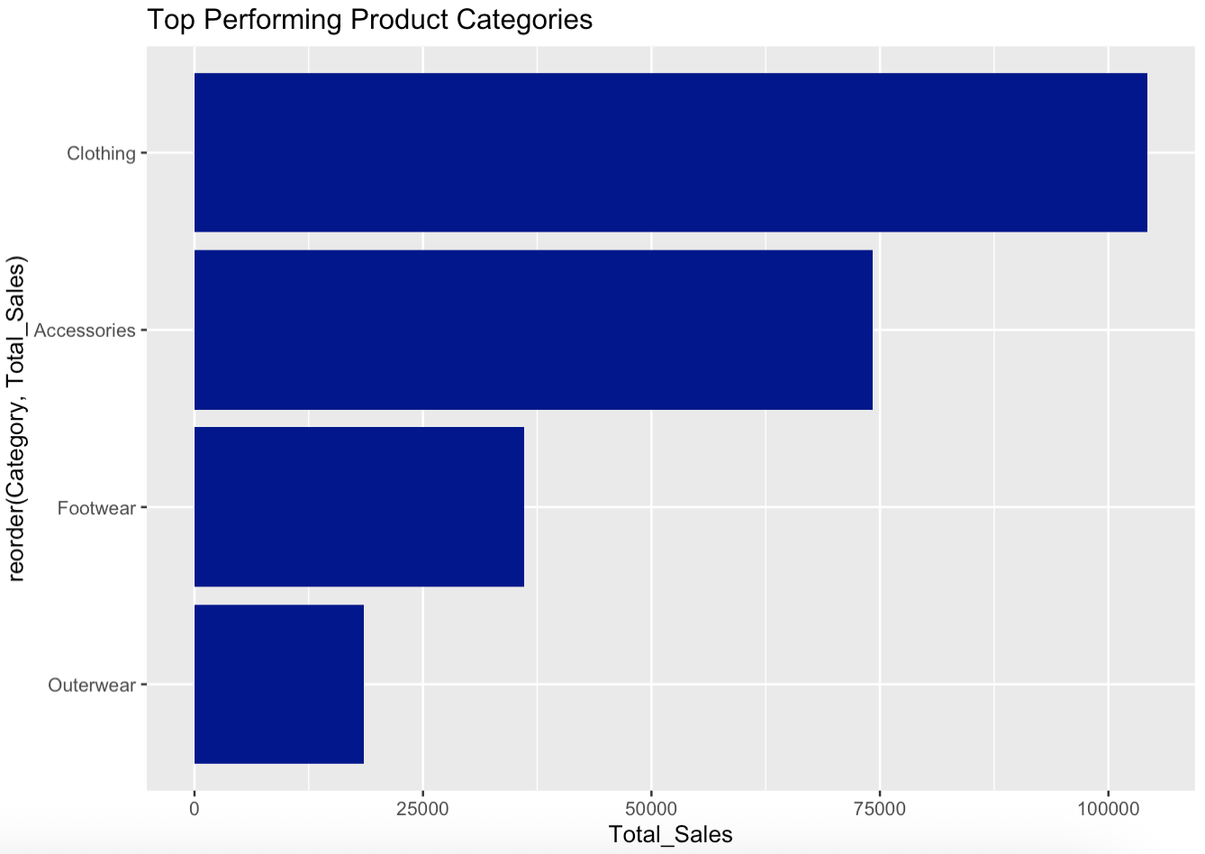 Top Performing Product Categories
reorder(Category, Total_Sales)
Clothing
Accessories
Footwear
Outerwear
0 25000 50000 75000 100000
Total_Sales